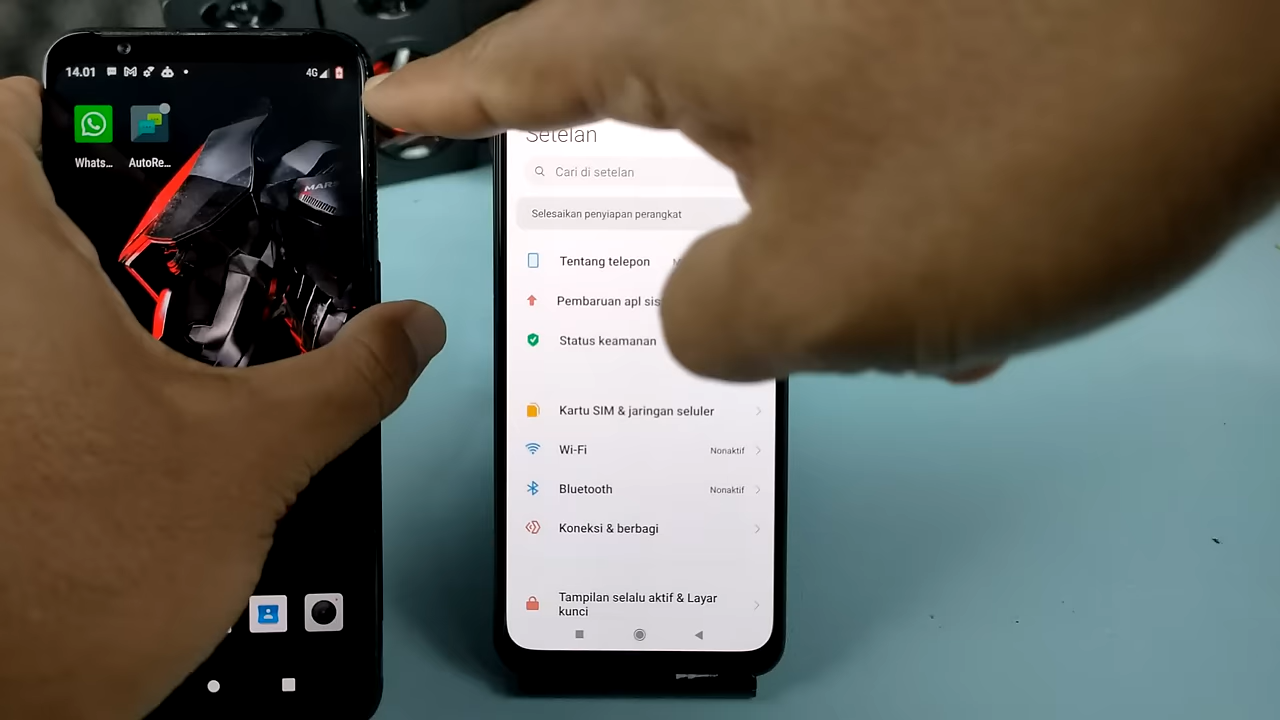 14.01
4G
Whats...
AutoRe...
MARS
Setelan
Cari di setelan
Selesaikan penyiapan perangkat
Tentang telepon
Pembaruan apl sis
Status keamanan
Kartu SIM & jaringan seluler
Wi-Fi
Nonaktif
Bluetooth
Nonaktif
Koneksi & berbagi
Tampilan selalu aktif & Layar
kunci